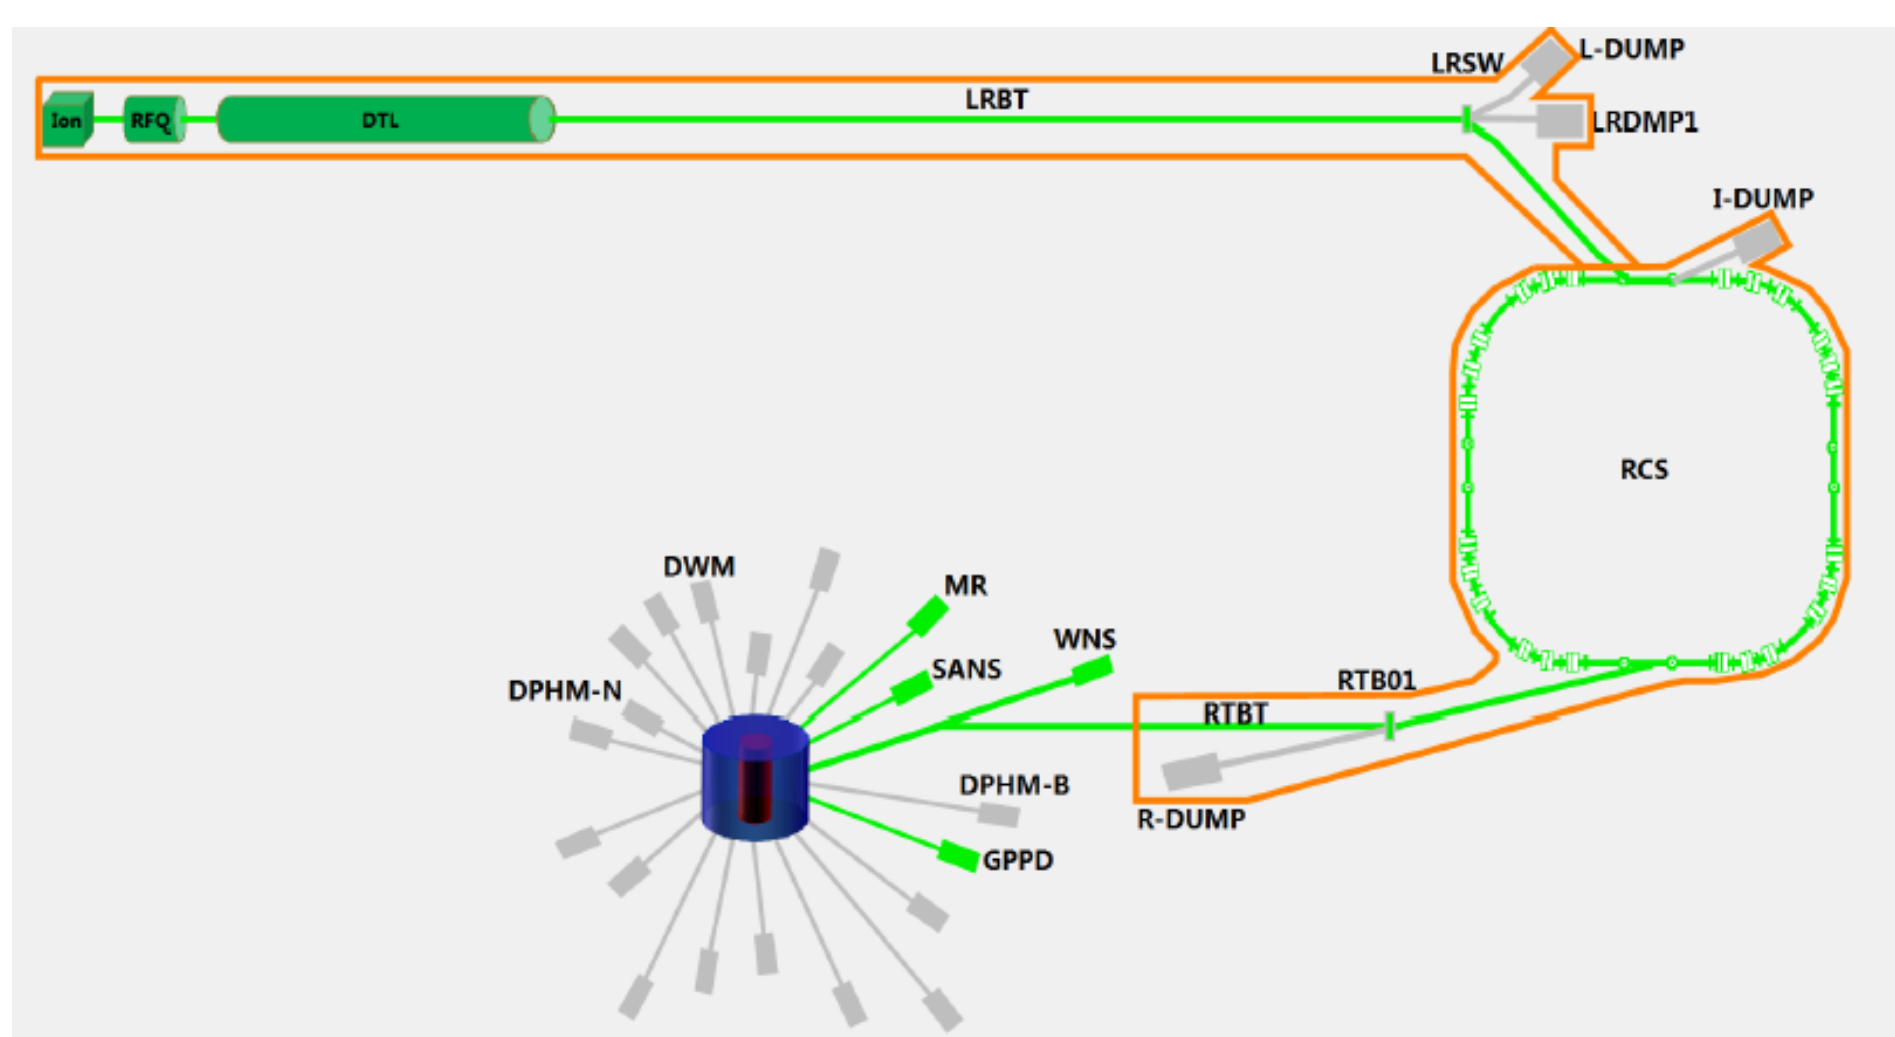 LRSW
L-DUMP
LRBT
Ion
RFQ
DTL
LRDMP1
I-DUMP
RCS
DWM
MR
WNS
SANS
DPHM-N
RTB01
RTBT
DPHM-B
R-DUMP
GPPD